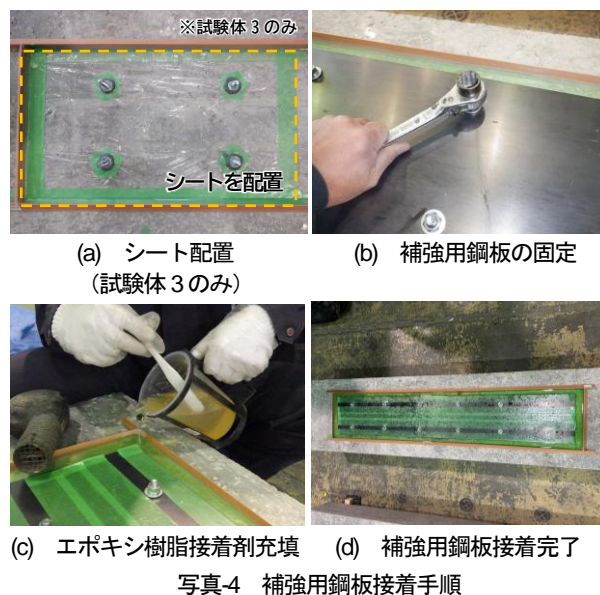 ※試験体 3 のみ
シートを配置
(a) シート配置
（試験体３のみ）
(b) 補強用鋼板の固定
(c) エポキシ樹脂接着剤充填
(d) 補強用鋼板接着完了
写真-4 補強用鋼板接着手順